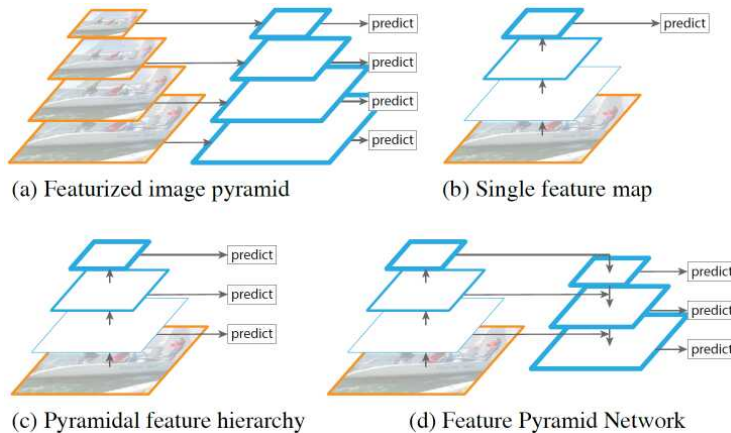 predict
predict
predict
predict
predict
(a) Featurized image pyramid
(b) Single feature map
predict
predict
predict
predict
predict
predict
(c) Pyramidal feature hierarchy
(d) Feature Pyramid Network